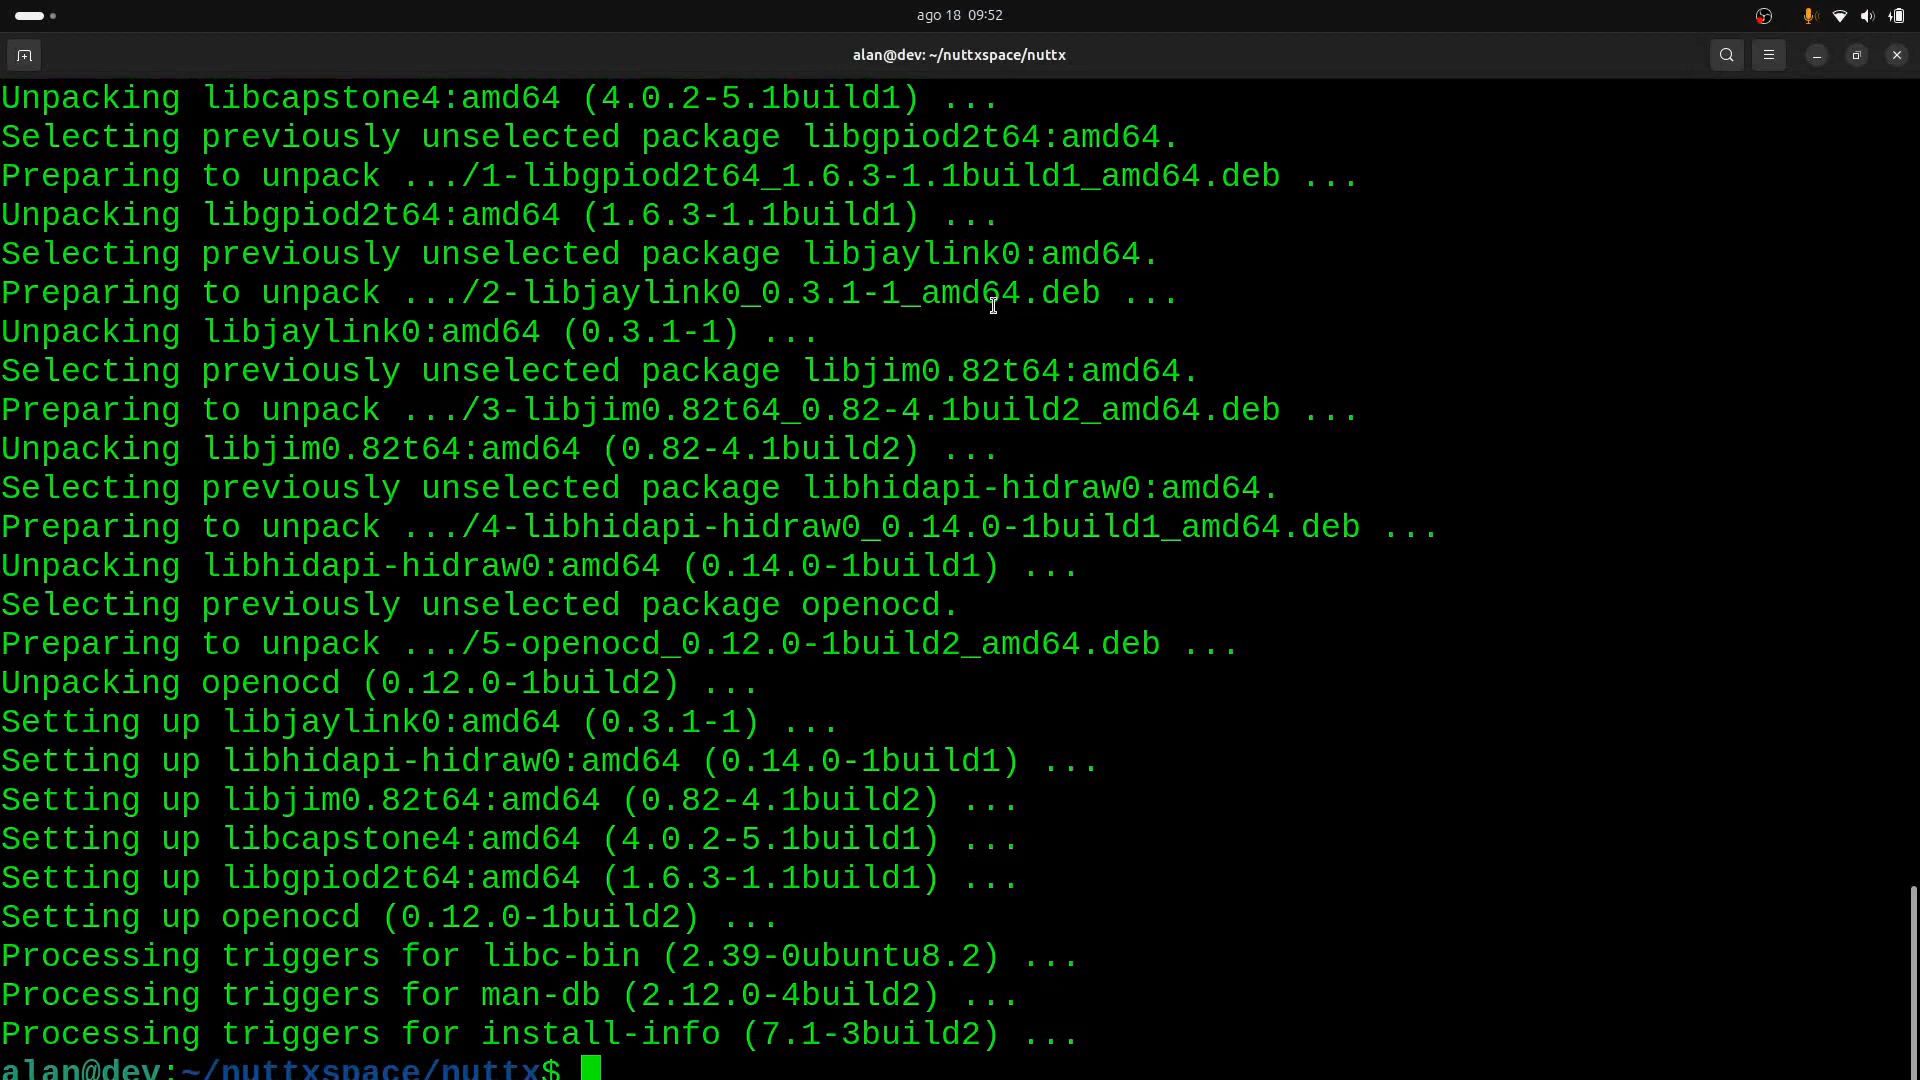 ago 18 09:52
alan@dev: ~/nuttxspace/nuttx
Unpacking libcapstone4:amd64 (4.0.2-5.1build1) ...
Selecting previously unselected package libgpiod2t64:amd64.
Preparing to unpack .../1-libgpiod2t64_1.6.3-1.1build1_amd64.deb ...
Unpacking libgpiod2t64:amd64 (1.6.3-1.1build1) ...
Selecting previously unselected package libjaylink0:amd64.
Preparing to unpack .../2-libjaylink0_0.3.1-1_amd64.deb ...
Unpacking libjaylink0:amd64 (0.3.1-1) ...
Selecting previously unselected package libjim0.82t64:amd64.
Preparing to unpack .../3-libjim0.82t64_0.82-4.1build2_amd64.deb ...
Unpacking libjim0.82t64:amd64 (0.82-4.1build2) ...
Selecting previously unselected package libhidapi-hidraw0:amd64.
Preparing to unpack .../4-libhidapi-hidraw0_0.14.0-1build1_amd64.deb ...
Unpacking libhidapi-hidraw0:amd64 (0.14.0-1build1) ...
Selecting previously unselected package openocd.
Preparing to unpack .../5-openocd_0.12.0-1build2_amd64.deb ...
Unpacking openocd (0.12.0-1build2) ...
Setting up libjaylink0:amd64 (0.3.1-1) ...
Setting up libhidapi-hidraw0:amd64 (0.14.0-1build1) ...
Setting up libjim0.82t64:amd64 (0.82-4.1build2) ...
Setting up libcapstone4:amd64 (4.0.2-5.1build1) ...
Setting up libgpiod2t64:amd64 (1.6.3-1.1build1) ...
Setting up openocd (0.12.0-1build2) ...
Processing triggers for libc-bin (2.39-0ubuntu8.2) ...
Processing triggers for man-db (2.12.0-4build2) ...
Processing triggers for install-info (7.1-3build2) ...
alan@dev:~/nuttxspace/nuttx$